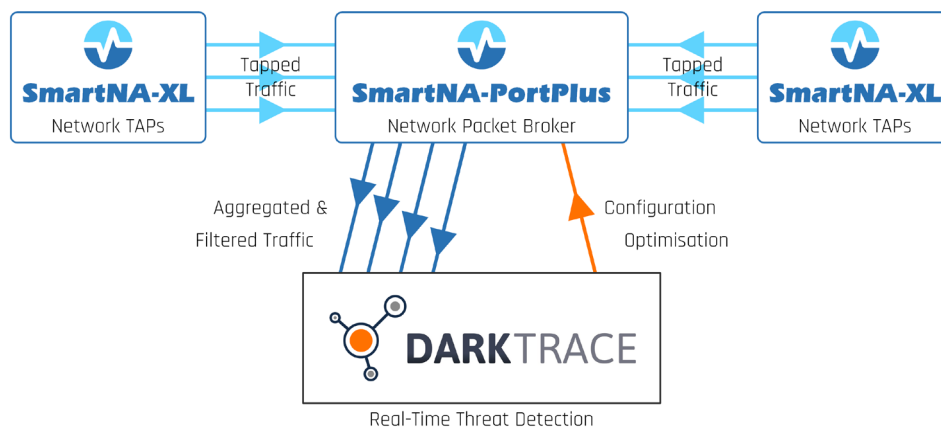 SmartNA-XL
Network TAPs
Tapped
Traffic
SmartNA-PortPlus
Network Packet Broker
Tapped
Traffic
SmartNA-XL
Network TAPs
Aggregated &
Filtered Traffic
Configuration
Optimisation
DARKTRACE
Real-Time Threat Detection